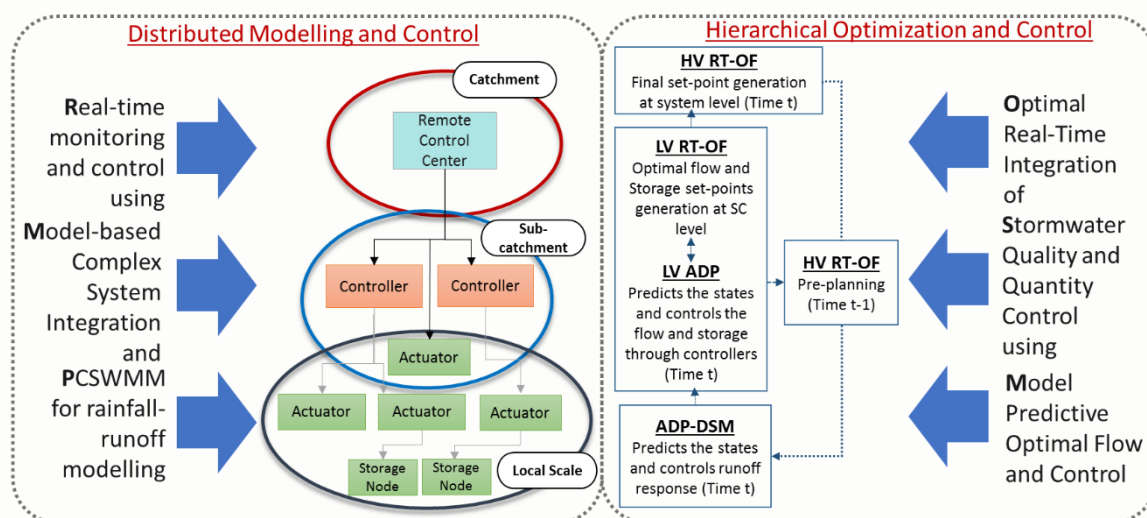 Distributed Modelling and Control
Real-time
monitoring
and control
using
Model-based
Complex
System
Integration
and
PCSWMM
for rainfall-
runoff
modelling
Catchment
Remote
Control
Center
Sub-
catchment
Controller
Controller
Actuator
Actuator
Actuator
Actuator
Storage
Node
Storage
Node
Local Scale
Hierarchical Optimization and Control
HV RT-OF
Final set-point generation
at system level (Time t)
LV RT-OF
Optimal flow and
Storage set-points
generation at SC
level
LV ADP
Predicts the states
and controls the
flow and storage
through controllers
(Time t)
HV RT-OF
Pre-planning
(Time t-1)
ADP-DSM
Predicts the states
and controls runoff
response (Time t)
Optimal
Real-Time
Integration
of
Stormwater
Quality and
Quantity
Control
using
Model
Predictive
Optimal Flow
and Control